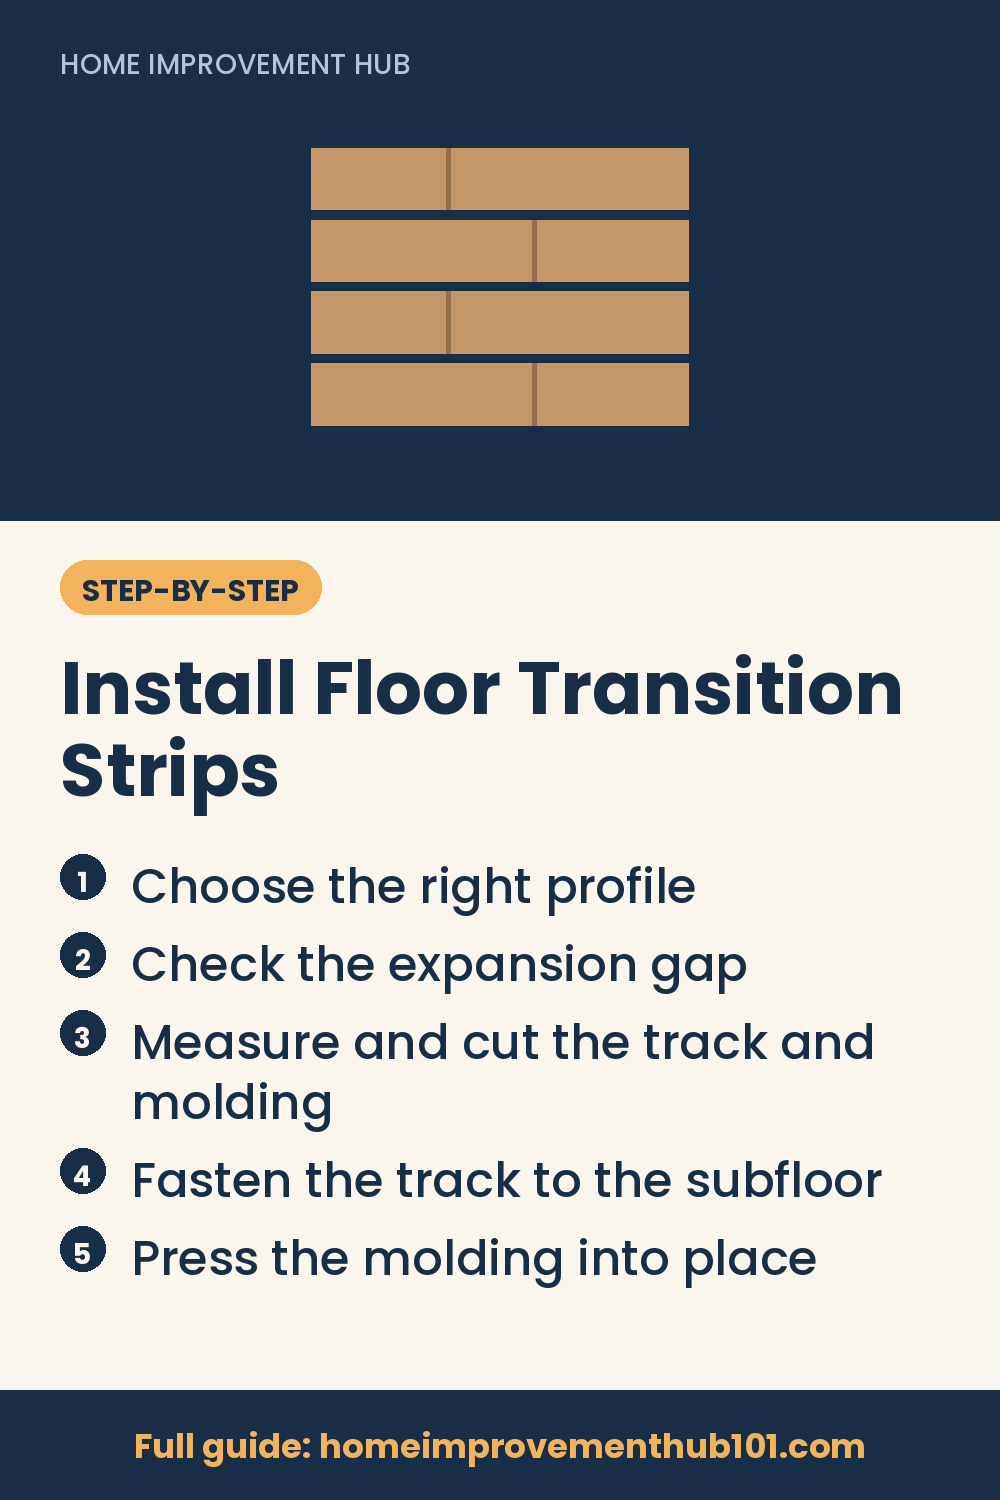 HOME IMPROVEMENT HUB
STEP-BY-STEP
Install Floor Transition
Strips
1 Choose the right profile
2 Check the expansion gap
3 Measure and cut the track and
molding
4 Fasten the track to the subfloor
5 Press the molding into place
Full guide: homeimprovementhub101.com